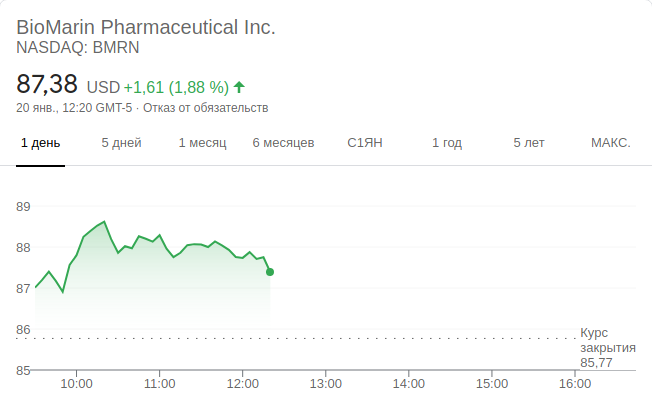 BioMarin Pharmaceutical Inc.
NASDAQ: BMRN
87,38 USD +1,61 (1,88 %)
20 янв., 12:20 GMT-5 · Отказ от обязательств
1 день 5 дней 1 месяц 6 месяцев С1ЯН 1 год 5 лет МАКС.
89
88
87
86
Курс
закрытия
85,77
85
10:00 11:00 12:00 13:00 14:00 15:00 16:00